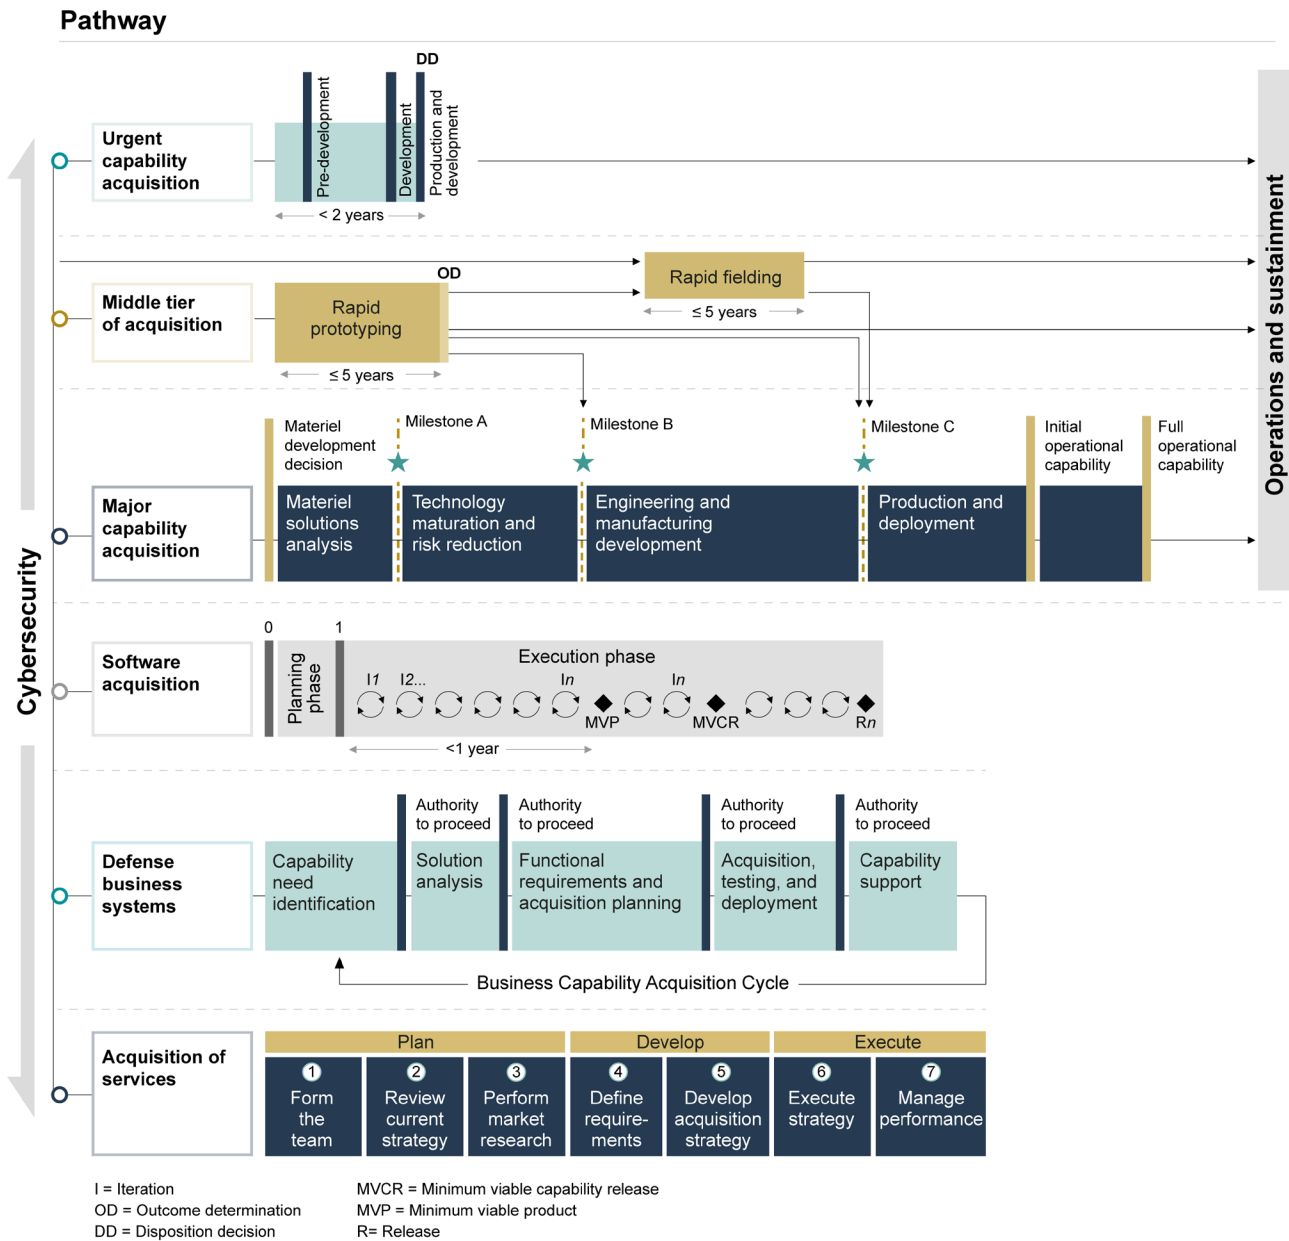 Pathway
DD
Urgent
capability
acquisition
Pre-development
Development
Production and
development
< 2 years
Operations and sustainment
Cybersecurity
Middle tier
of acquisition
OD
Rapid
prototyping
≤ 5 years
Rapid fielding
≤ 5 years
Materiel
development
decision
Milestone A
Milestone B
Milestone C
Initial
operational
capability
Full
operational
capability
Major
capability
acquisition
Materiel
solutions
analysis
Technology
maturation and
risk reduction
Engineering and
manufacturing
development
Production and
deployment
0
1
Software
acquisition
Planning
phase
Execution phase
I1
I2...
In
In
MVP
MVCR
Rn
<1 year
Authority
to proceed
Authority
to proceed
Authority
to proceed
Authority
to proceed
Defense
business
systems
Capability
need
identification
Solution
analysis
Functional
requirements and
acquisition planning
Acquisition,
testing, and
deployment
Capability
support
Business Capability Acquisition Cycle
Acquisition of
services
Plan
Develop
Execute
1
Form
the
team
2
Review
current
strategy
3
Perform
market
research
4
Define
require-
ments
5
Develop
acquisition
strategy
6
Execute
strategy
7
Manage
performance
I = Iteration
OD = Outcome determination
DD = Disposition decision
MVCR = Minimum viable capability release
MVP = Minimum viable product
R= Release